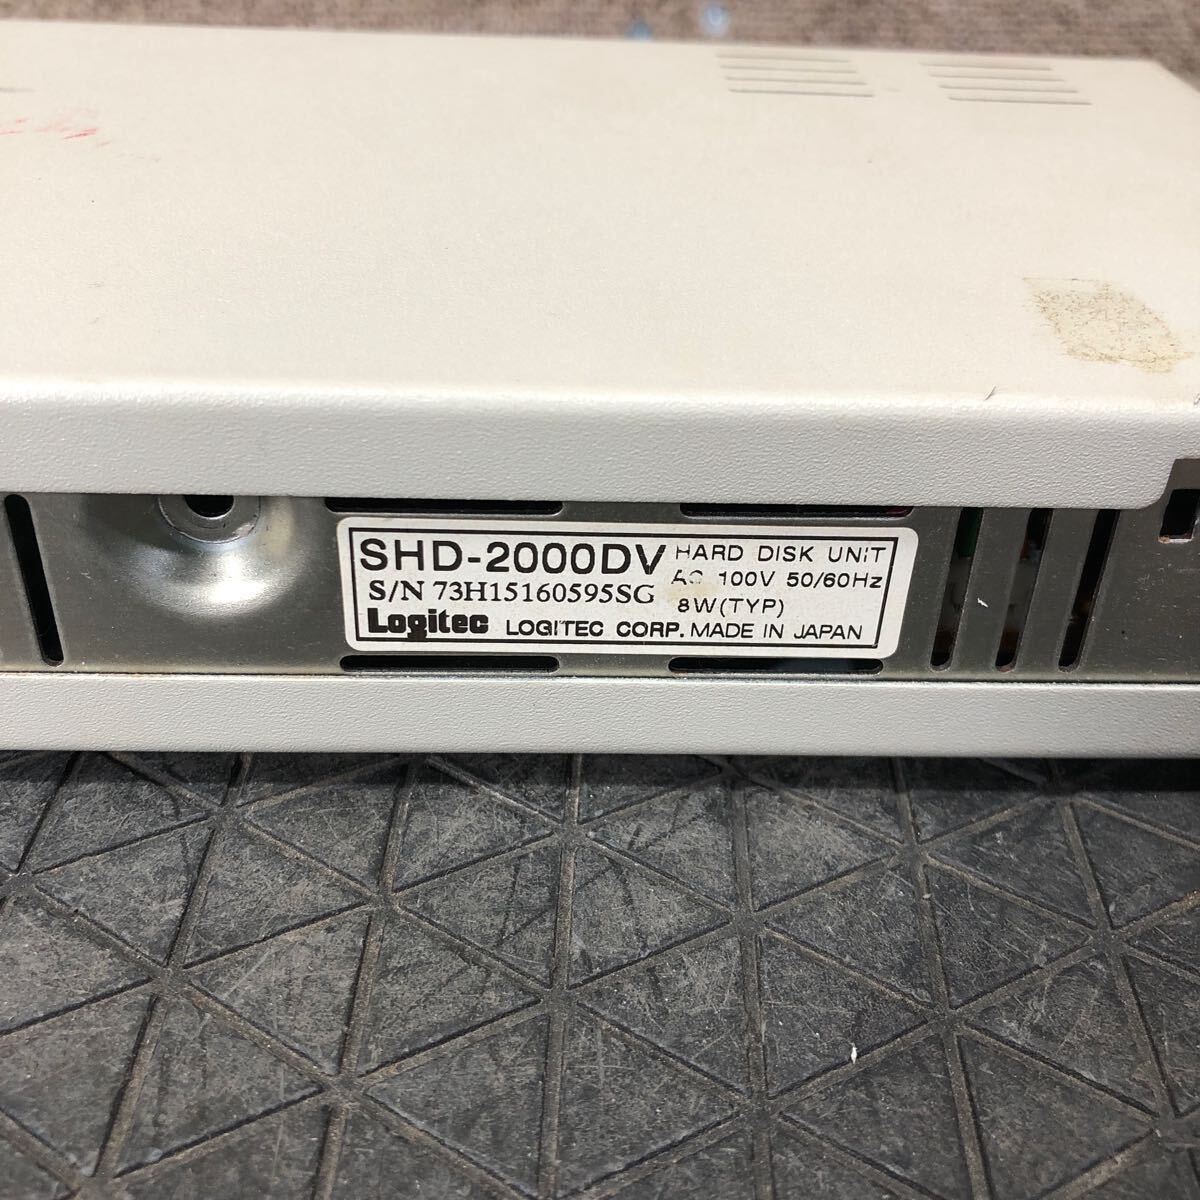 SHD-2000DV HARD DISK UNIT
S/N 73H15160595SG AC 100V 50/60Hz
8W(TYP)
Logitec LOGITEC CORP. MADE IN JAPAN